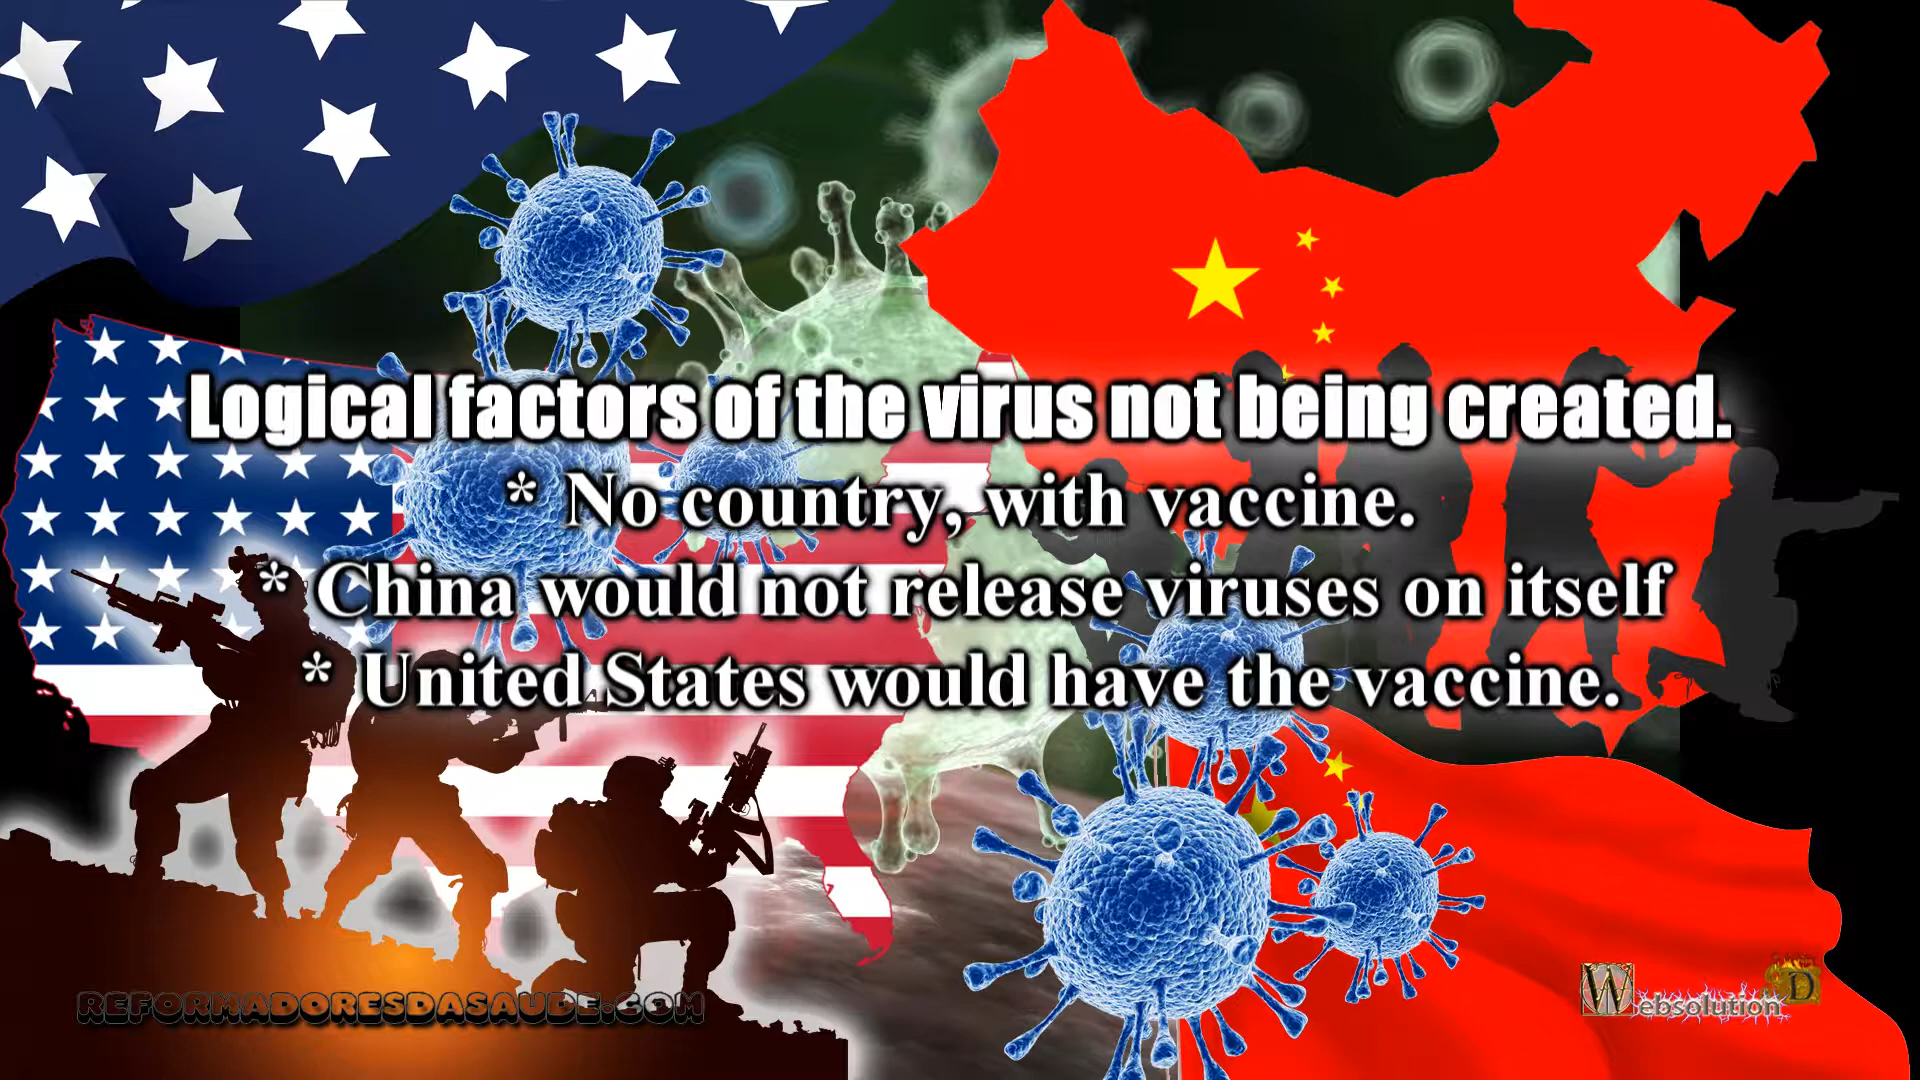 Logical factors of the virus not being created.
* No country, with vaccine.
* China would not release viruses on itself
* United States would have the vaccine.
REFORMADORESDASAUDE.COM
Websolution D